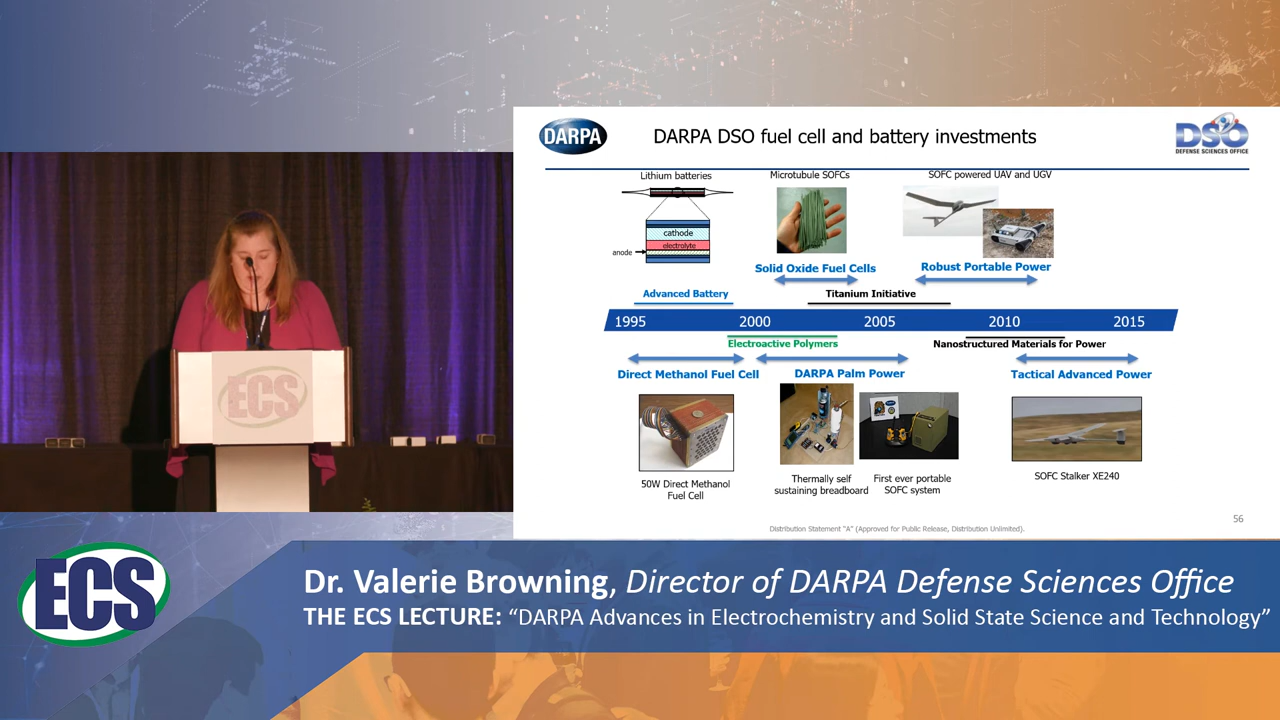 DARPA
DARPA DSO fuel cell and battery investments
DSO
DEFENSE SCIENCES OFFICE
Lithium batteries
Microtubule SOFCs
SOFC powered UAV and UGV
cathode
electrolyte
anode
Solid Oxide Fuel Cells
Robust Portable Power
Advanced Battery
Titanium Initiative
1995 2000 2005 2010 2015
Electroactive Polymers
Nanostructured Materials for Power
Direct Methanol Fuel Cell
DARPA Palm Power
Tactical Advanced Power
50W Direct Methanol
Fuel Cell
Thermally self
sustaining breadboard
First ever portable
SOFC system
SOFC Stalker XE240
56
Distribution Statement "A" (Approved for Public Release, Distribution Unlimited).
ECS
ECS
Dr. Valerie Browning, Director of DARPA Defense Sciences Office
THE ECS LECTURE: “DARPA Advances in Electrochemistry and Solid State Science and Technology”